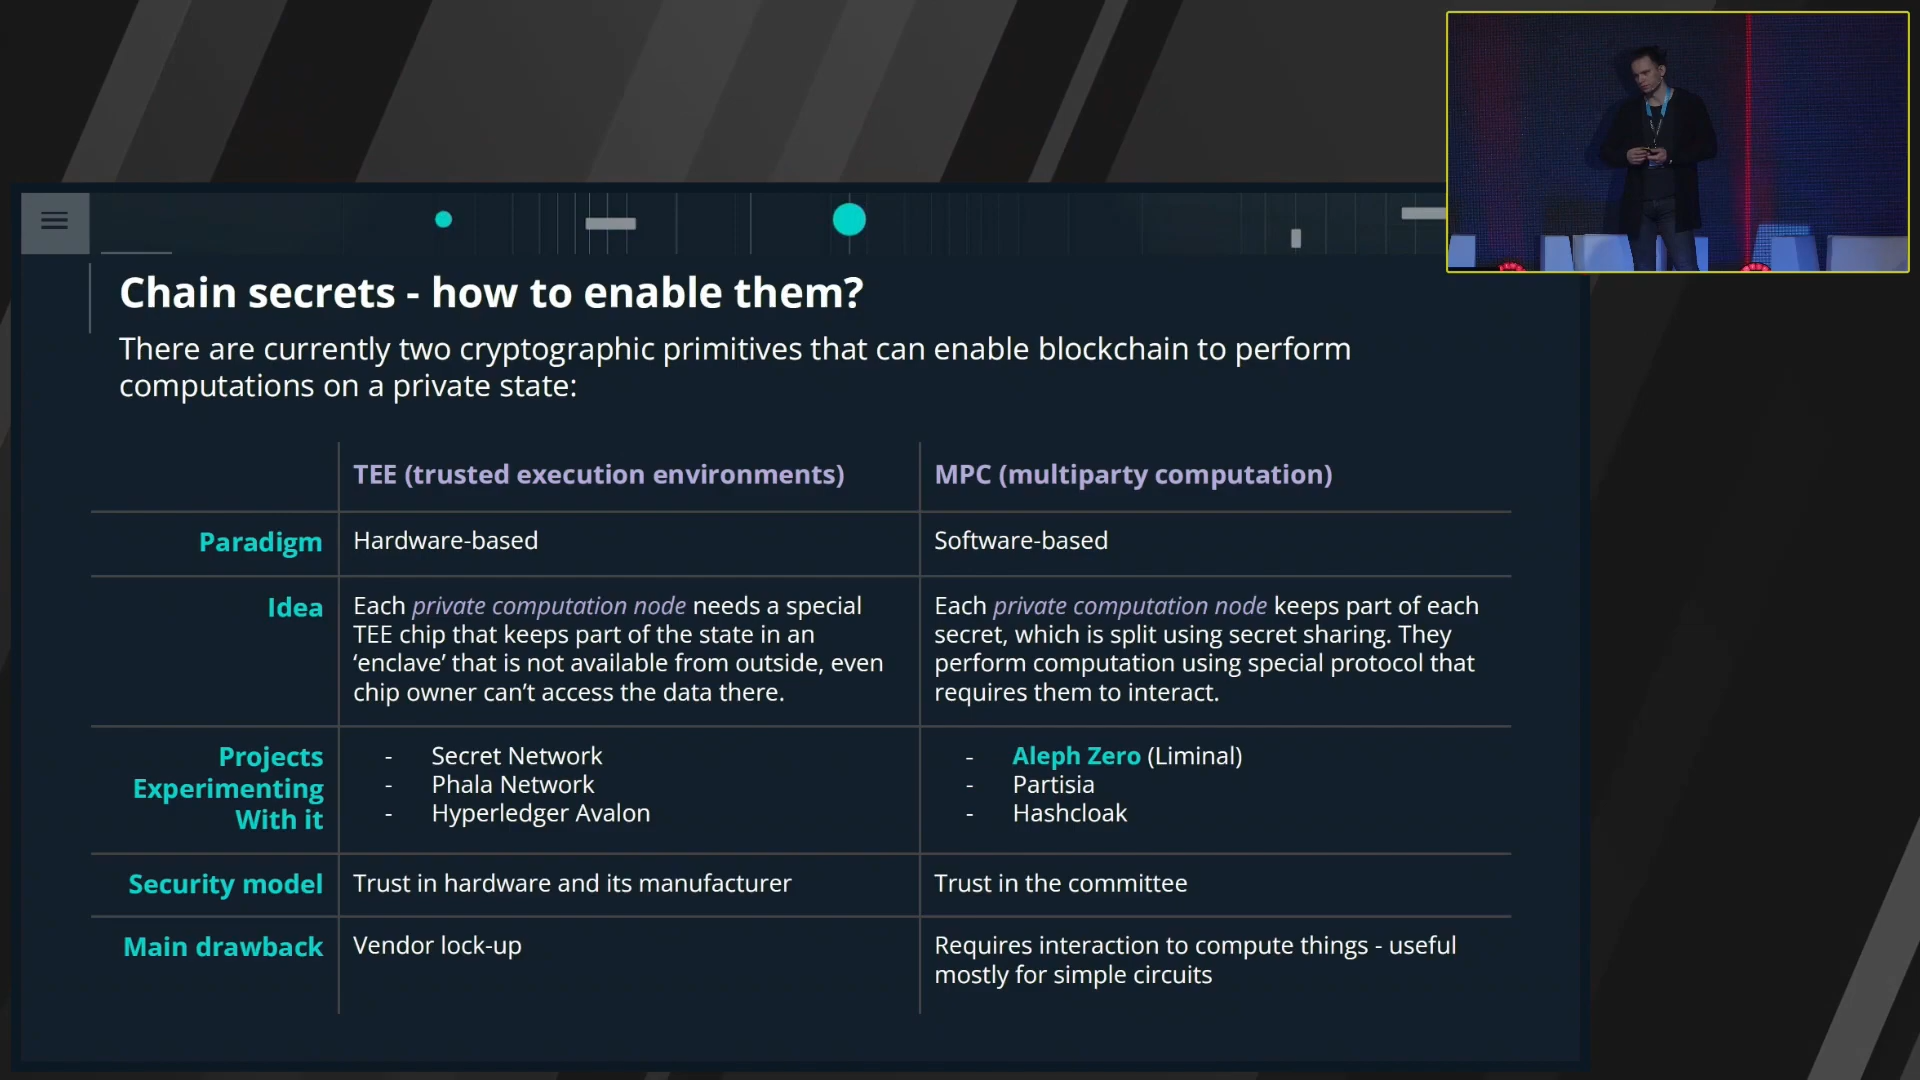 Chain secrets - how to enable them?
There are currently two cryptographic primitives that can enable blockchain to perform
computations on a private state:
TEE (trusted execution environments)
MPC (multiparty computation)
Paradigm
Hardware-based
Software-based
Idea
Each private computation node needs a special
TEE chip that keeps part of the state in an
‘enclave’ that is not available from outside, even
chip owner can’t access the data there.
Each private computation node keeps part of each
secret, which is split using secret sharing. They
perform computation using special protocol that
requires them to interact.
Projects
Experimenting
With it
- Secret Network
- Phala Network
- Hyperledger Avalon
- Aleph Zero (Liminal)
- Partisia
- Hashcloak
Security model
Trust in hardware and its manufacturer
Trust in the committee
Main drawback
Vendor lock-up
Requires interaction to compute things - useful
mostly for simple circuits